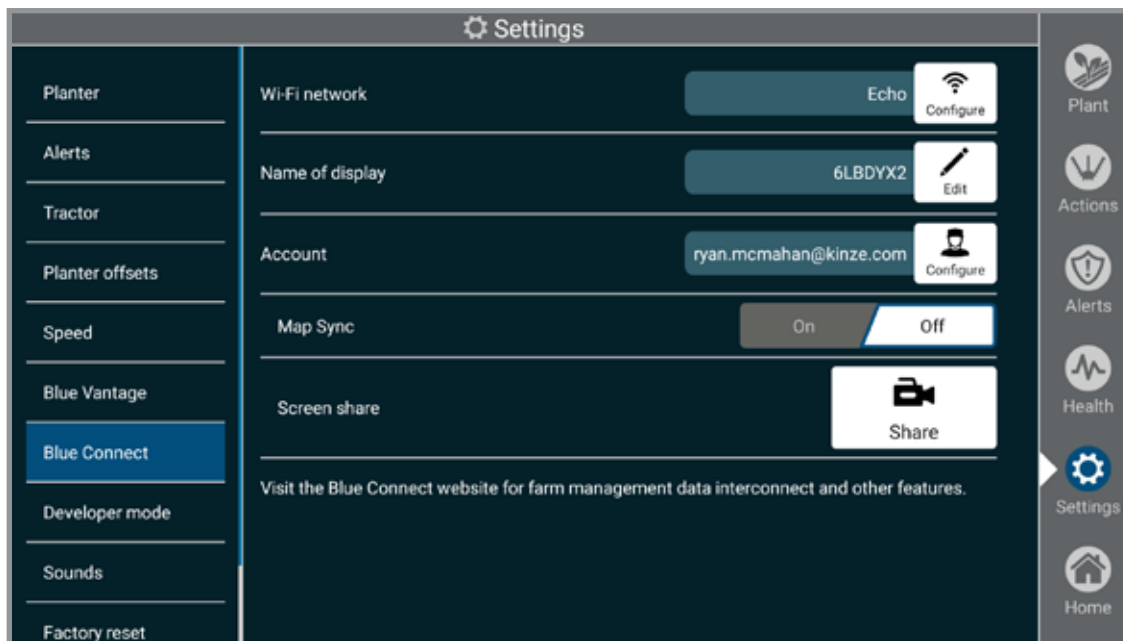 Settings
Planter
Alerts
Tractor
Planter offsets
Speed
Blue Vantage
Blue Connect
Developer mode
Sounds
Factory reset
Wi-Fi network
Echo
Configure
Name of display
6LBDYX2
Edit
Account
ryan.mcmahan@kinze.com
Configure
Map Sync
On
Off
Screen share
Share
Visit the Blue Connect website for farm management data interconnect and other features.
Plant
Actions
Alerts
Health
Settings
Home